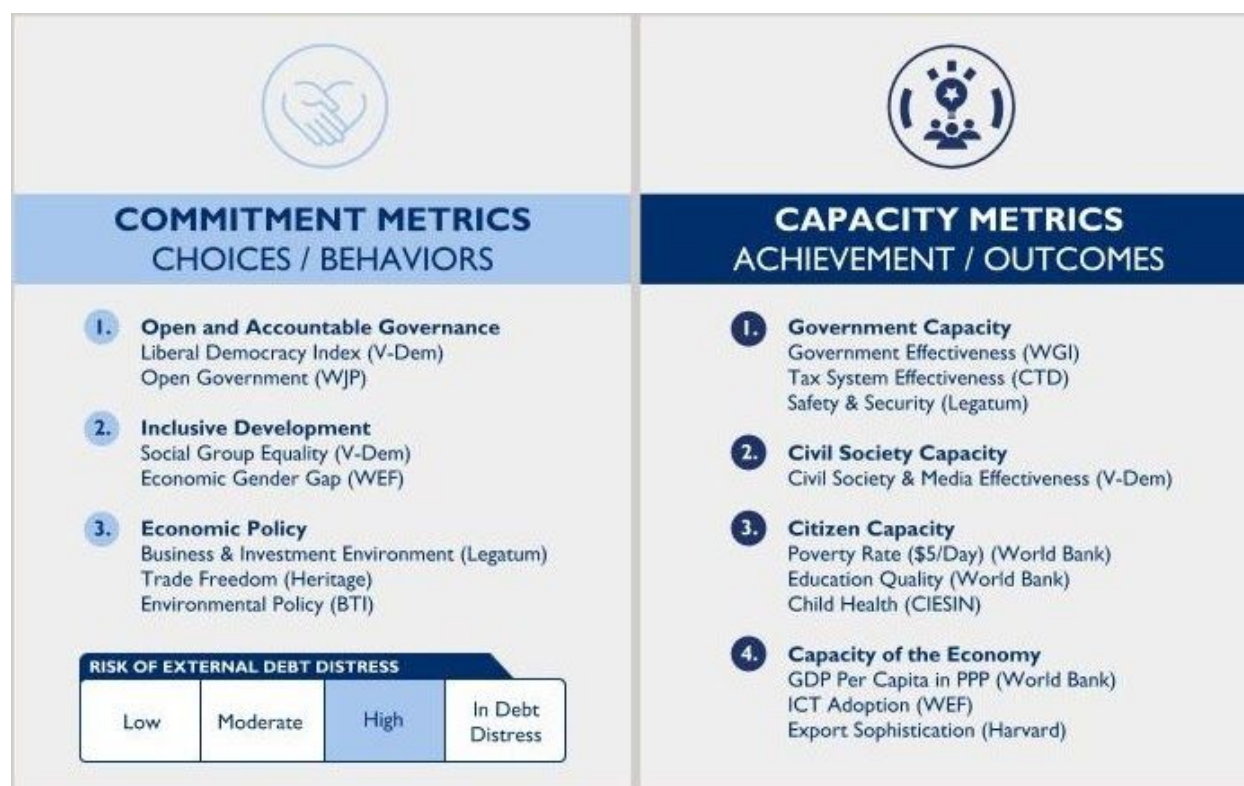 COMMITMENT METRICS
CHOICES / BEHAVIORS
1. Open and Accountable Governance
Liberal Democracy Index (V-Dem)
Open Government (WJP)
2. Inclusive Development
Social Group Equality (V-Dem)
Economic Gender Gap (WEF)
3. Economic Policy
Business & Investment Environment (Legatum)
Trade Freedom (Heritage)
Environmental Policy (BTI)
RISK OF EXTERNAL DEBT DISTRESS
Low
Moderate
High
In Debt
Distress
CAPACITY METRICS
ACHIEVEMENT / OUTCOMES
1. Government Capacity
Government Effectiveness (WGI)
Tax System Effectiveness (CTD)
Safety & Security (Legatum)
2. Civil Society Capacity
Civil Society & Media Effectiveness (V-Dem)
3. Citizen Capacity
Poverty Rate ($5/Day) (World Bank)
Education Quality (World Bank)
Child Health (CIESIN)
4. Capacity of the Economy
GDP Per Capita in PPP (World Bank)
ICT Adoption (WEF)
Export Sophistication (Harvard)